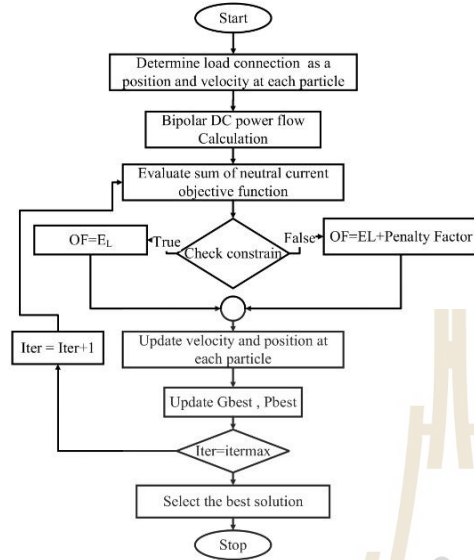 Start
Determine load connection as a
position and velocity at each particle
Bipolar DC power flow
Calculation
Evaluate sum of neutral current
objective function
OF=EL
True
Check constrain
False
OF=EL+Penalty Factor
Update velocity and position at
each particle
Iter = Iter+1
Update Gbest , Pbest
Iter=itermax
Select the best solution
Stop